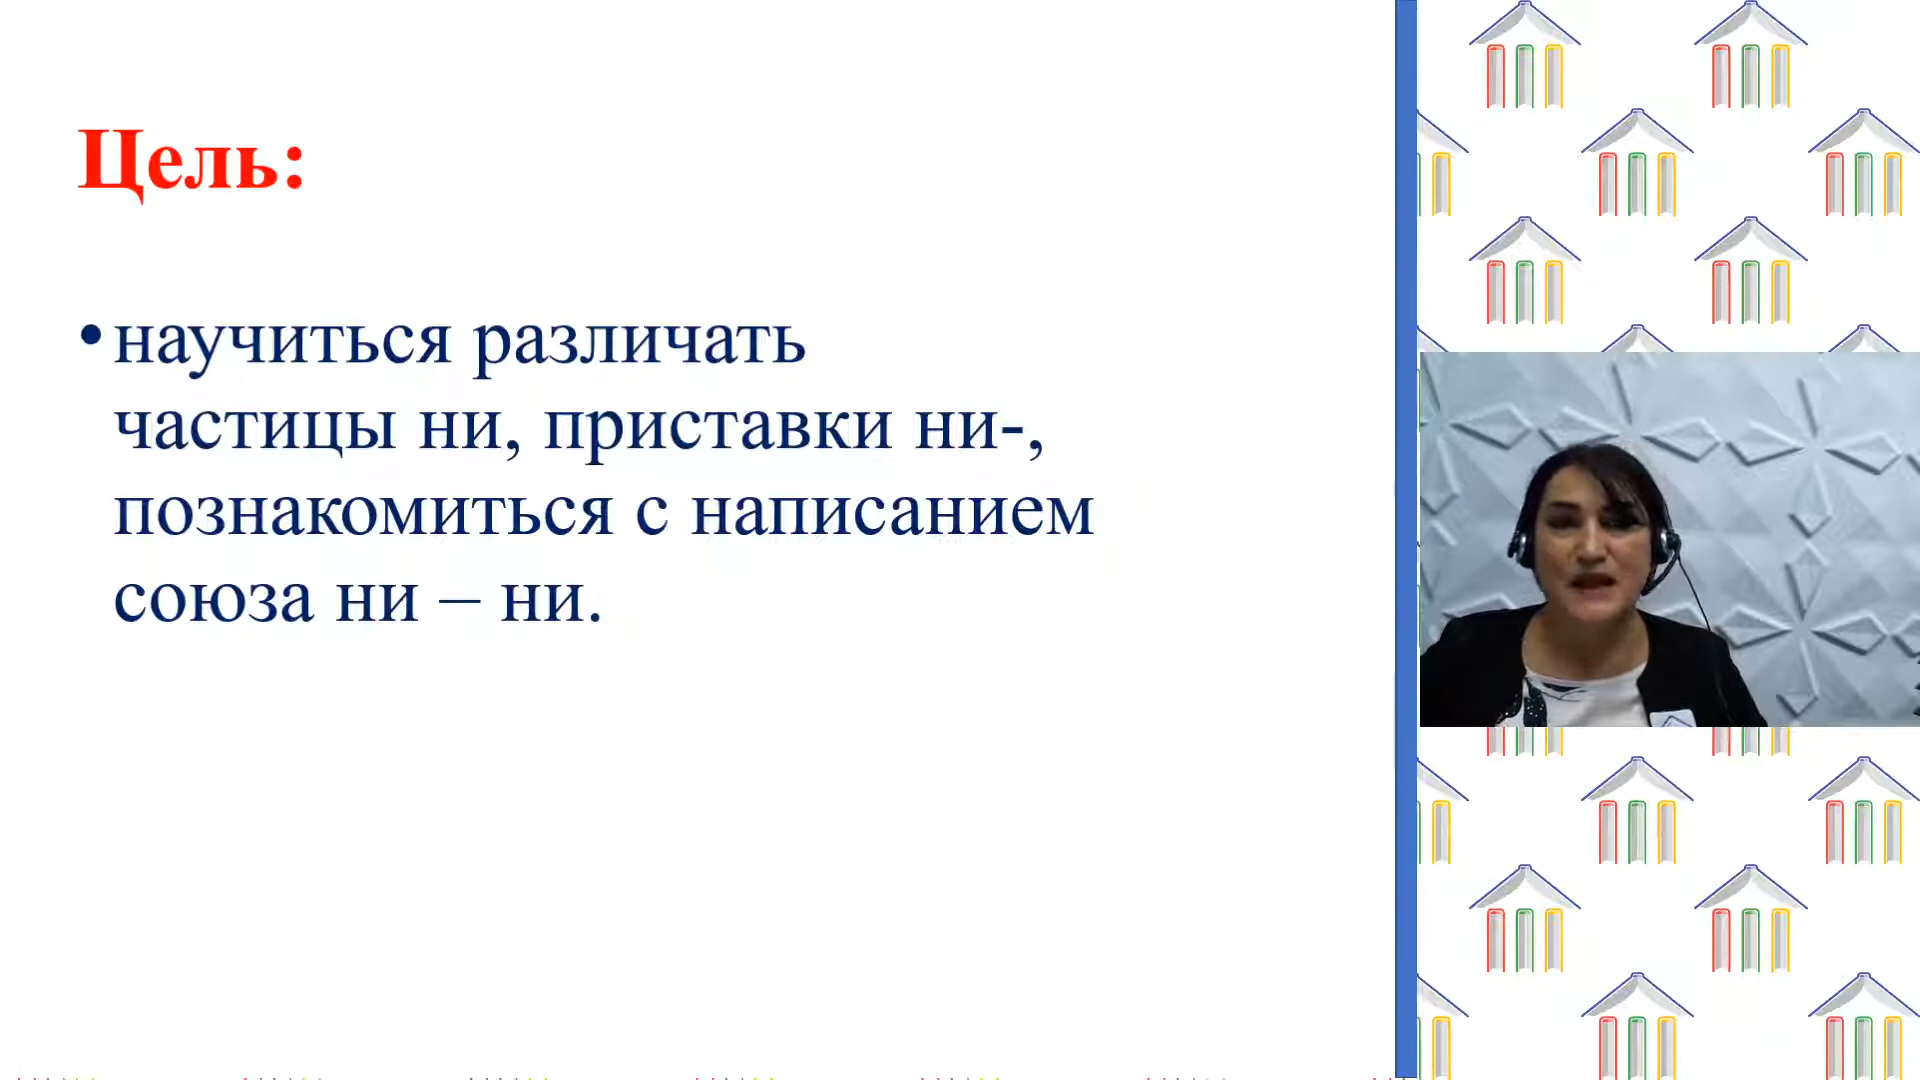 Цель:
•научиться различать
частицы ни, приставки ни-,
познакомиться с написанием
союза ни – ни.